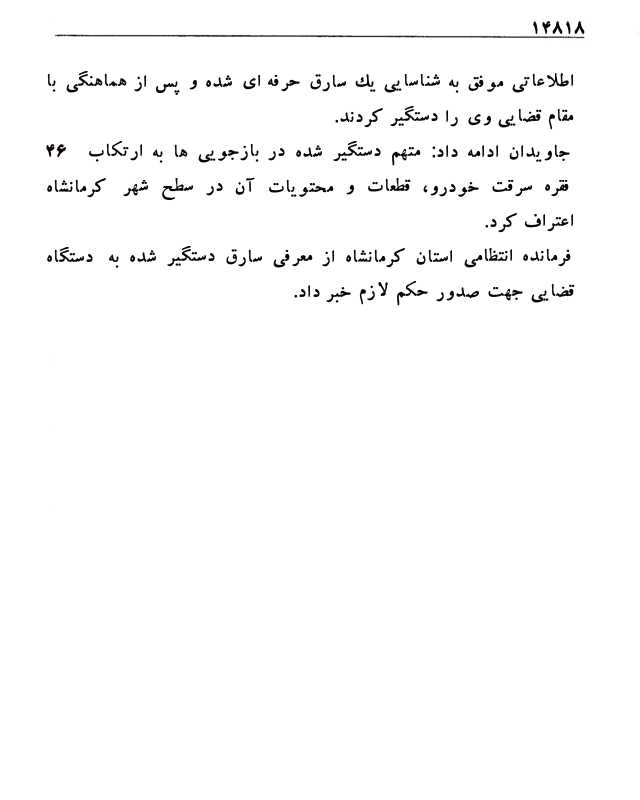 ۱۴۸۱۸
اطلاعاتی موفق به شناسایی یك سارق حرفه ای شده و پس از هماهنگی با
مقام قضایی وی را دستگیر کردند.
جاویدان ادامه داد: متهم دستگیر شده در بازجویی ها به ارتکاب ۴۶
فقره سرقت خودرو، قطعات و محتویات آن در سطح شهر کرمانشاه
اعتراف کرد.
فرمانده انتظامی استان کرمانشاه از معرفی سارق دستگیر شده به دستگاه
قضایی جهت صدور حکم لازم خبر داد.